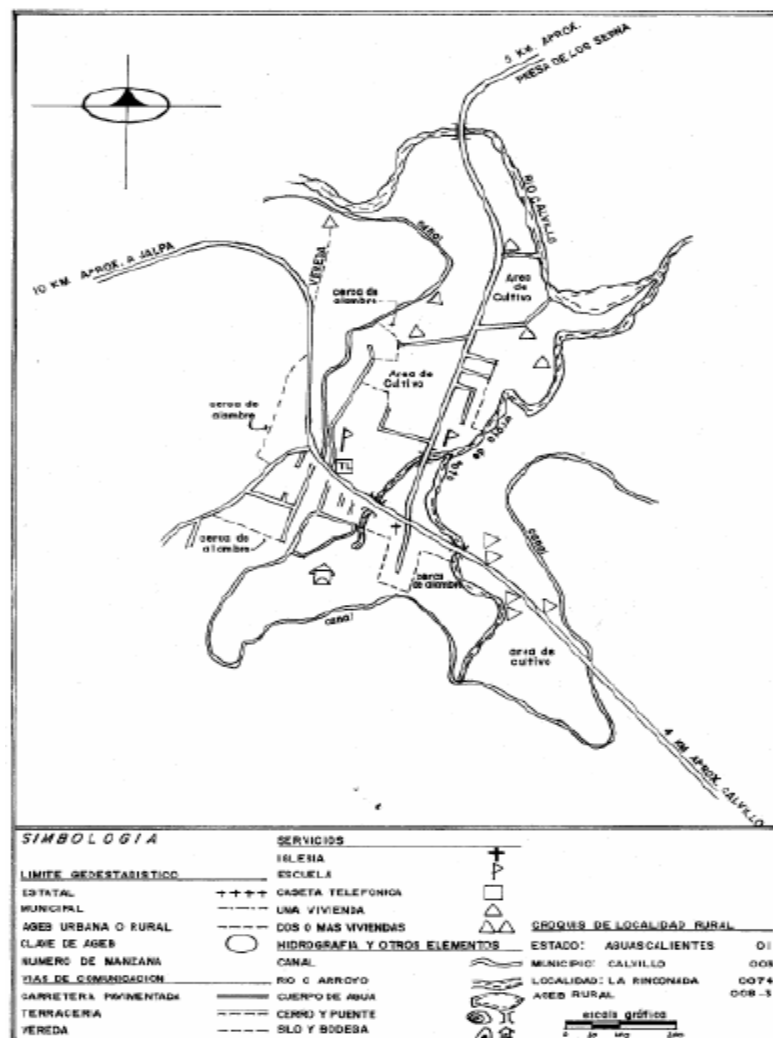 5 KM. APROX.
PRESA DE LOS SERNA
RIO CALVILLO
canal
10 KM. APROX. A JALPA
VEREDA
cerca de
alambre
Area
de
Cultivo
Area de
Cultivo
cerca de
alambre
TL
cerca de
alambre
canal
cerca
de alambre
canal
area de
cultivo
4 KM APROX. CALVILLO
SIMBOLOGIA
LIMITE GEOESTADISTICO
ESTATAL
MUNICIPAL
AGEB URBANA O RURAL
CLAVE DE AGEB
NUMERO DE MANZANA
VIAS DE COMUNICACION
CARRETERA PAVIMENTADA
TERRACERIA
VEREDA
SERVICIOS
IGLESIA
ESCUELA
CASETA TELEFONICA
UNA VIVIENDA
DOS O MAS VIVIENDAS
HIDROGRAFIA Y OTROS ELEMENTOS
CANAL
RIO O ARROYO
CUERPO DE AGUA
CERRO Y PUENTE
SILO Y BODEGA
CROQUIS DE LOCALIDAD RURAL
ESTADO: AGUASCALIENTES 01
MUNICIPIO: CALVILLO
LOCALIDAD: LA RINCONADA 0074
AGEB RURAL
escala gráfica